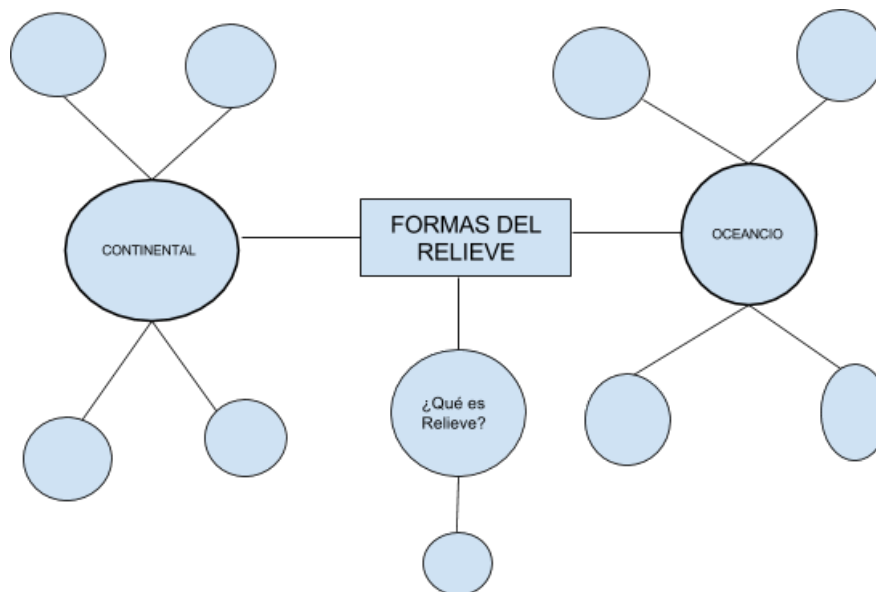 FORMAS DEL
RELIEVE
CONTINENTAL
OCEANCIO
¿Qué es
Relieve?